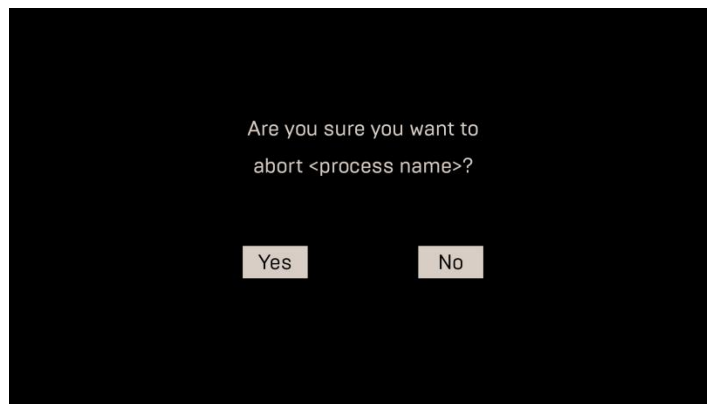 Are you sure you want to
abort <process name>?
Yes
No